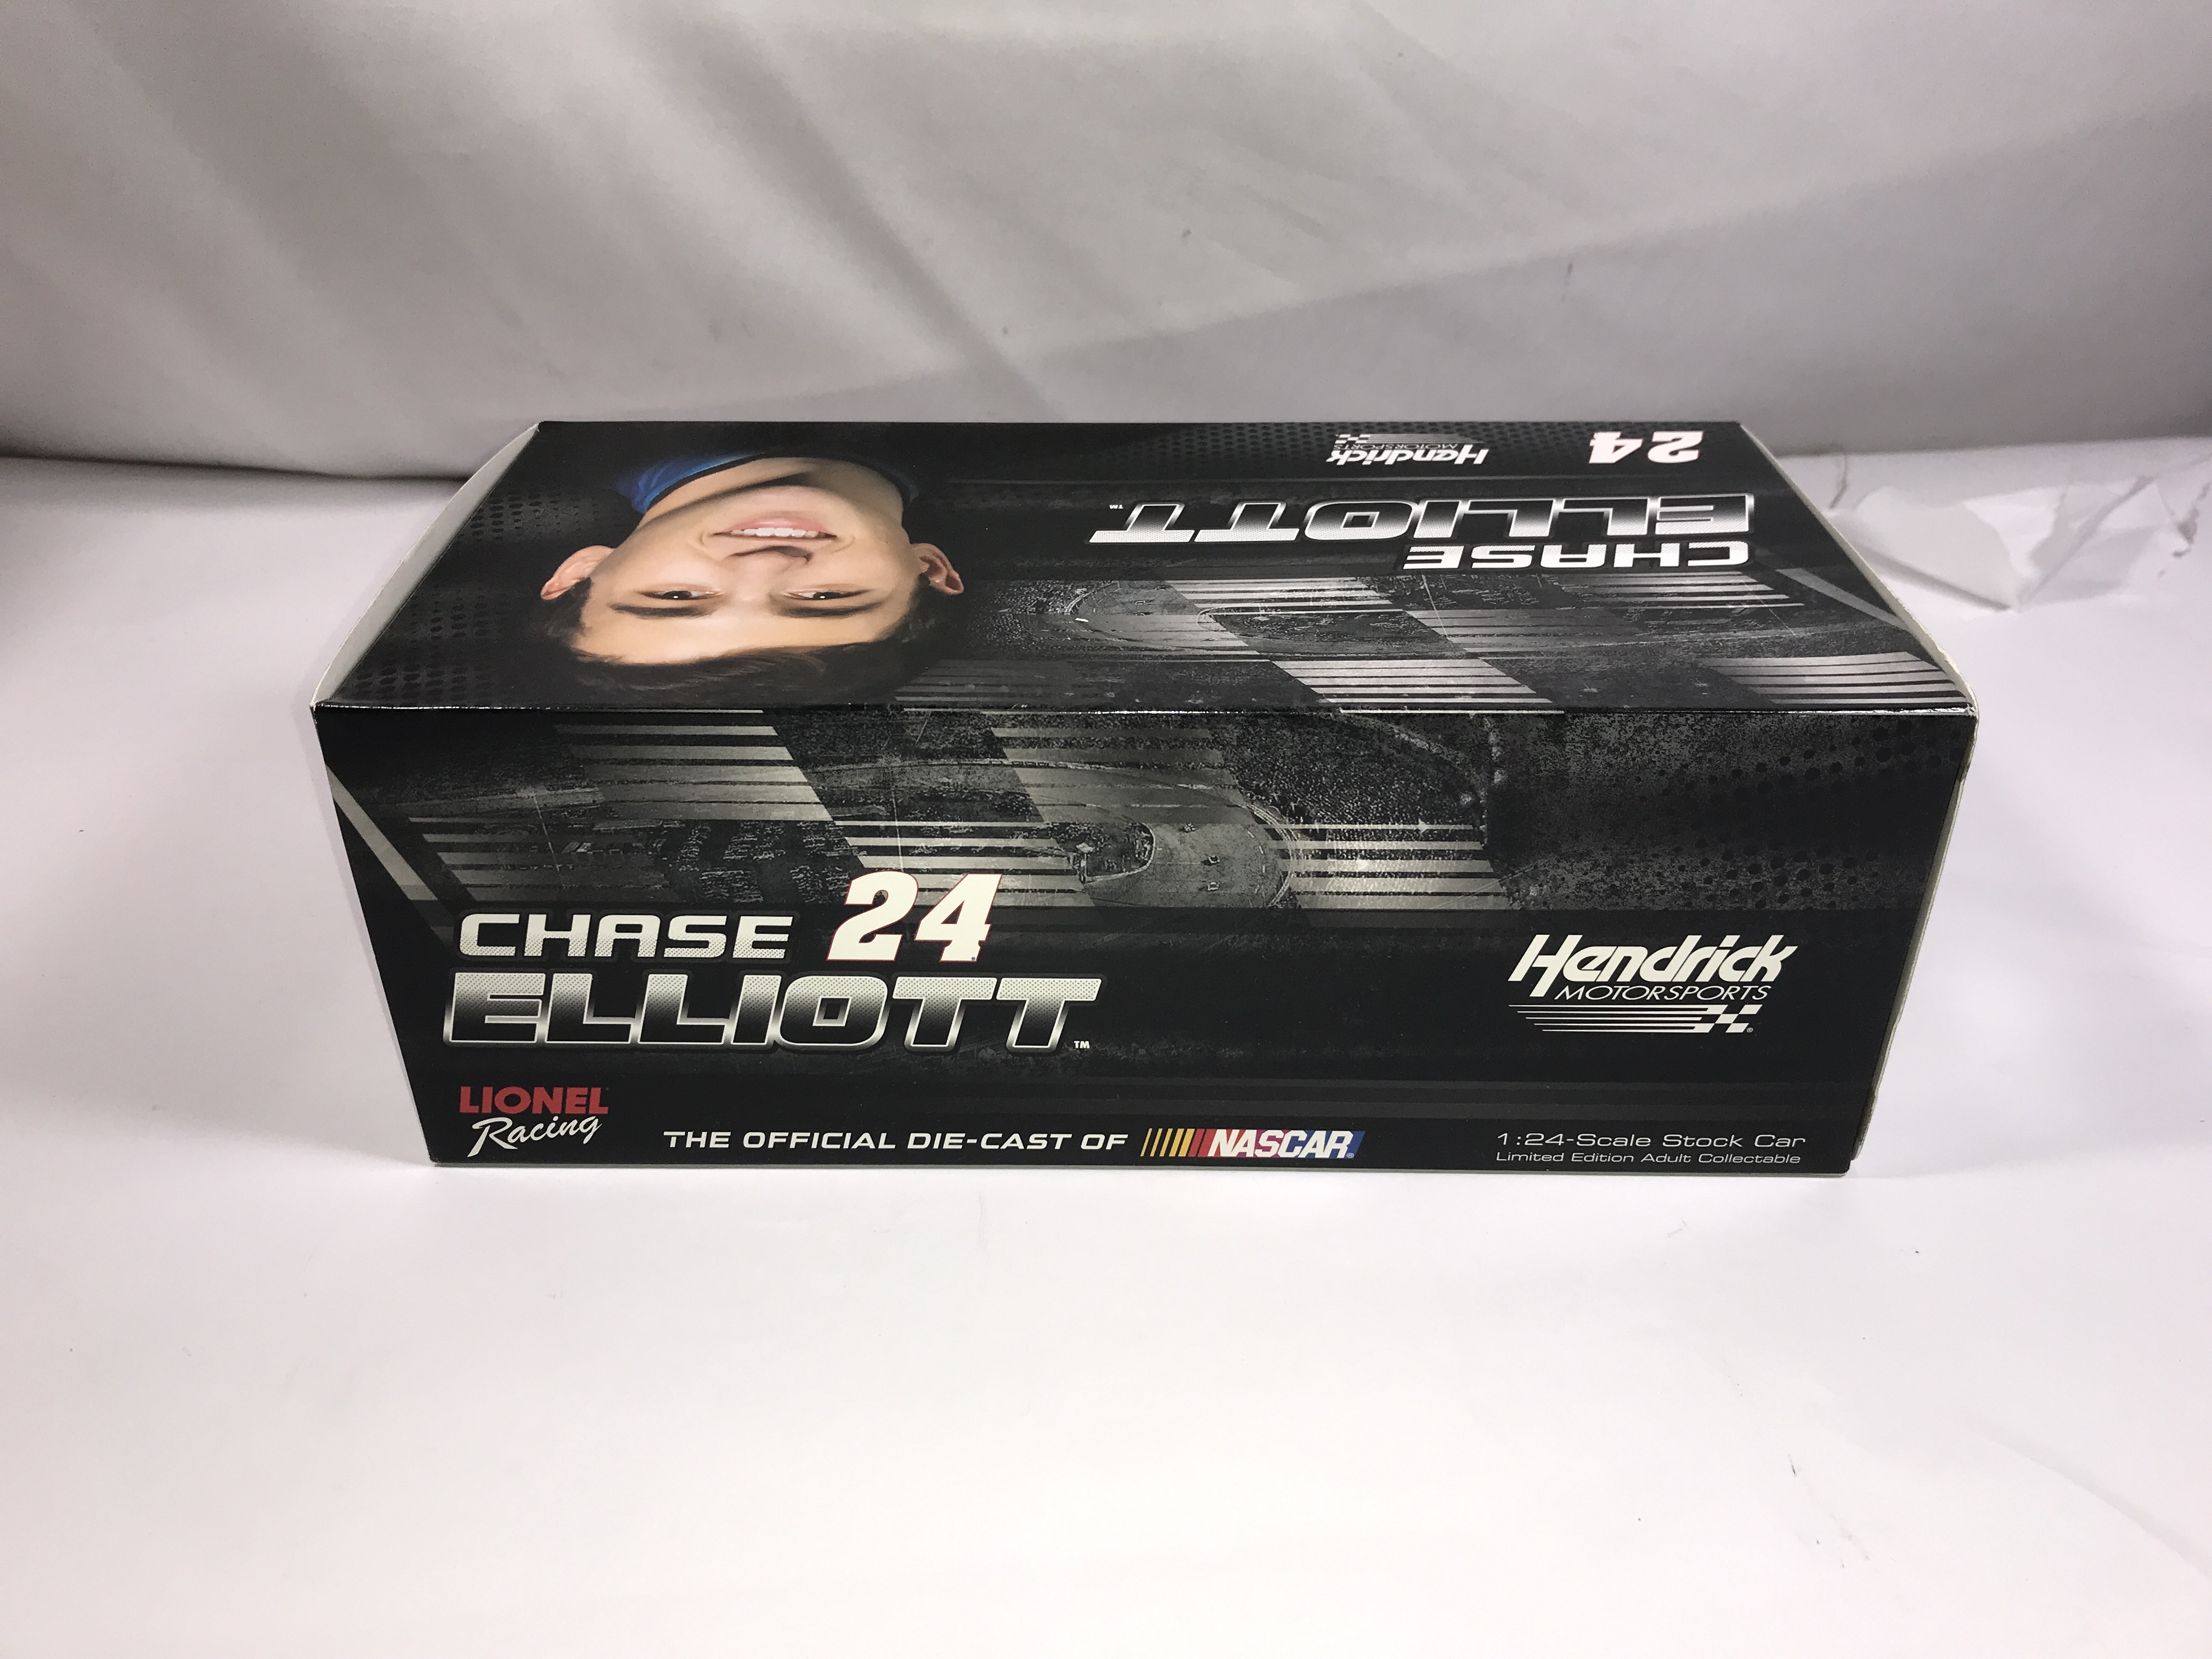 24
Hendrick
MOTORSPORTS
CHASE
ELLIOTT™
CHASE 24
ELLIOTT™
Hendrick
MOTORSPORTS®
LIONEL
Racing
THE OFFICIAL DIE-CAST OF NASCAR®
1:24-Scale Stock Car
Limited Edition Adult Collectable